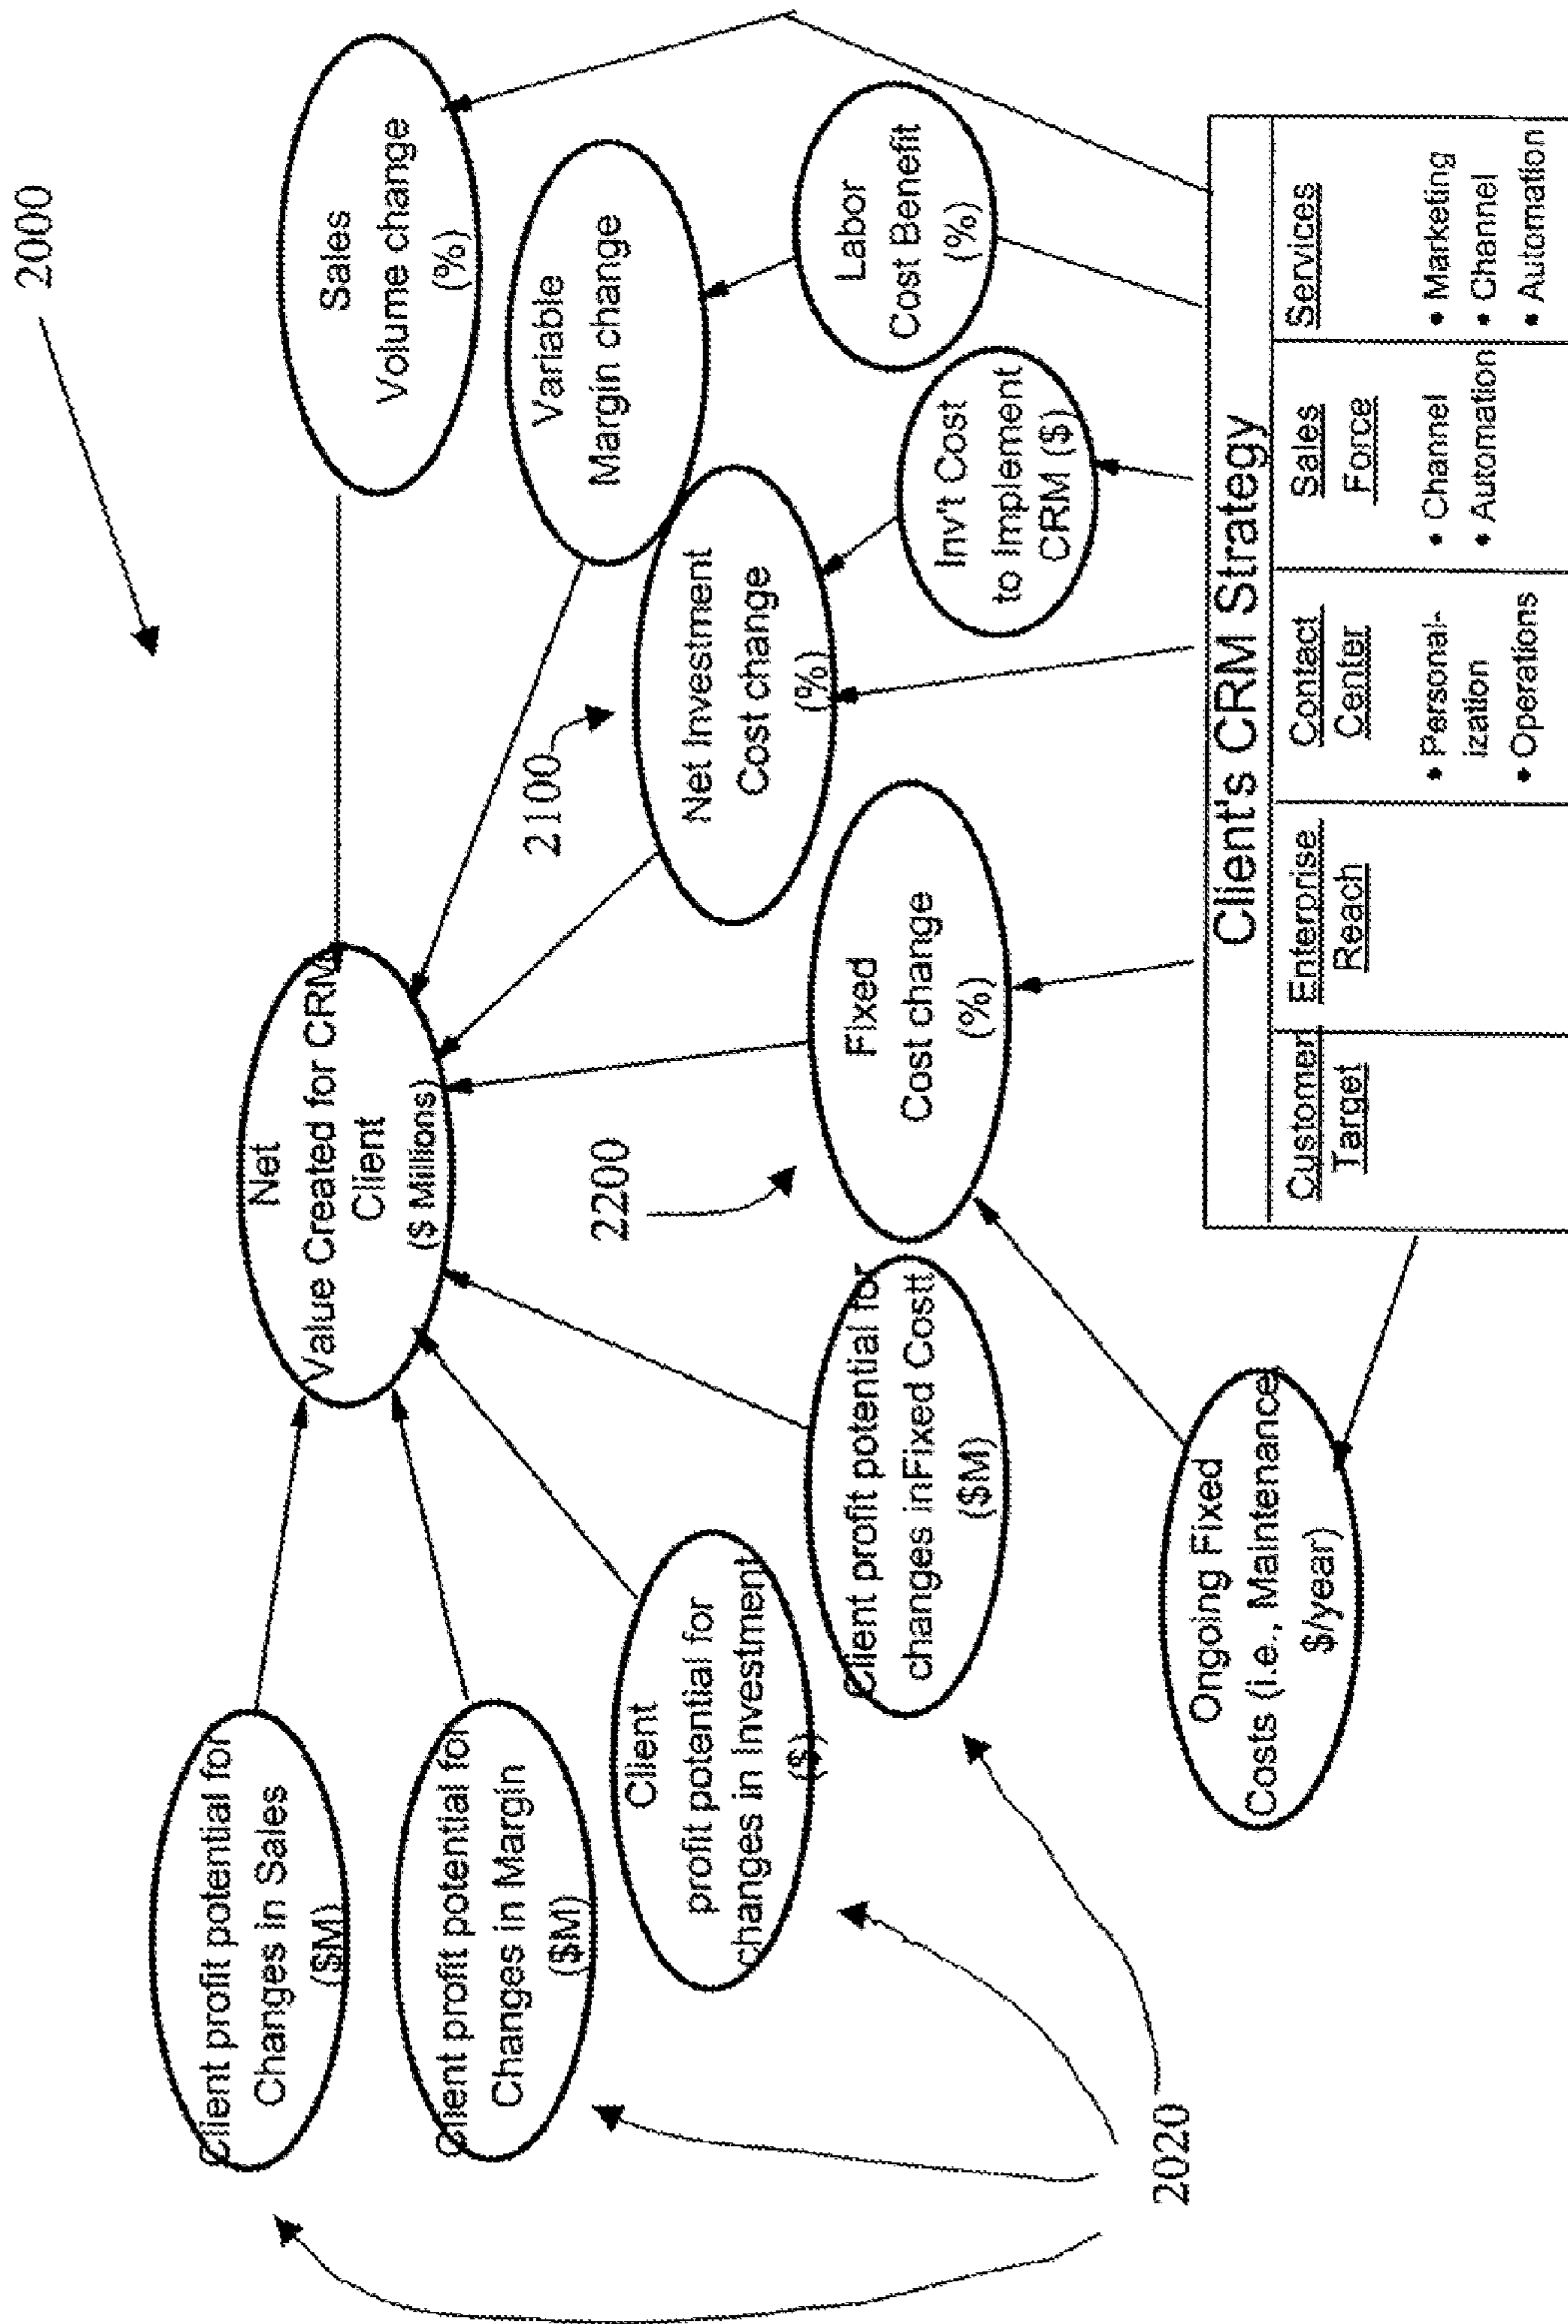 2000
Client profit potential for
Changes in Sales
($M)
Net
Value Created for CRM
Client
($ Millions)
Sales
Volume change
(%)
Client profit potential for
Changes in Margin
($M)
Variable
Margin change
2100
Client
profit potential for
changes in Investment
($)
Net Investment
Cost change
(%)
2200
Client profit potential for
changes inFixed Costt
($M)
Fixed
Cost change
(%)
Labor
Cost Benefit
(%)
Inv't Cost
to Implement
CRM ($)
2020
Ongoing Fixed
Costs (i.e., Maintenance
$/year)
Client's CRM Strategy
Customer
Target
Enterprise
Reach
Contact
Center
• Personal-
ization
• Operations
Sales
Force
• Channel
• Automation
Services
• Marketing
• Channel
• Automation